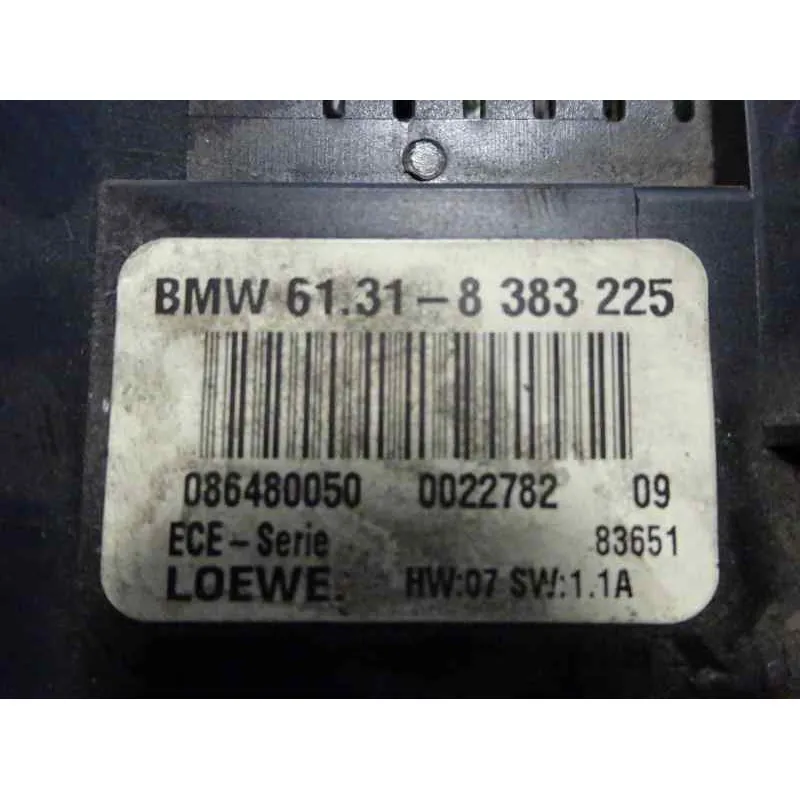 BMW 61.31-8 383 225
086480050 0022782 09
ECE-Serie 83651
LOEWE. HW:07 SW:1.1A